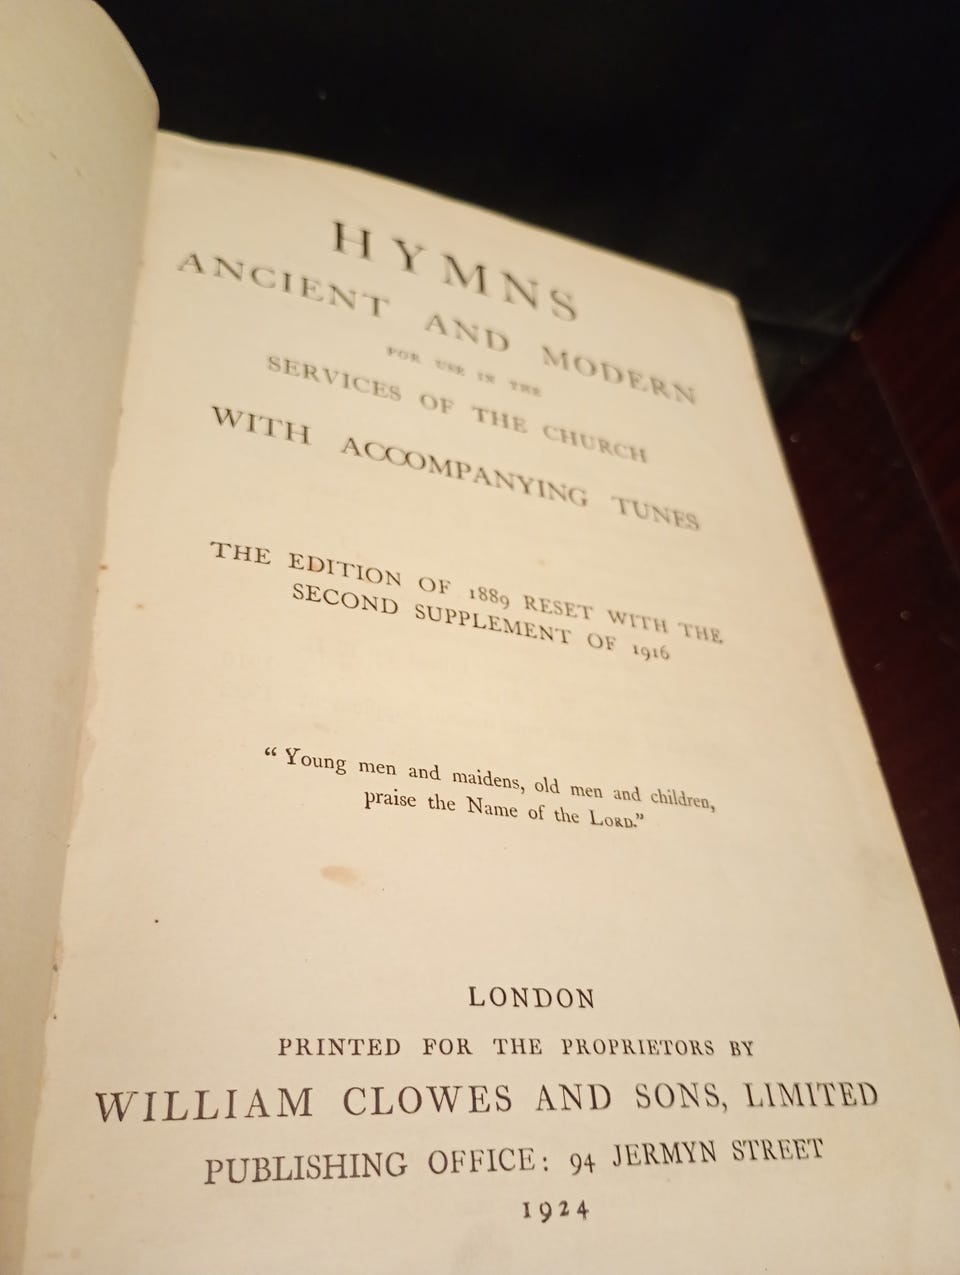 HYMNS
ANCIENT AND MODERN
FOR USE IN THE
SERVICES OF THE CHURCH
WITH ACCOMPANYING TUNES
THE EDITION OF 1889 RESET WITH THE
SECOND SUPPLEMENT OF 1916
“Young men and maidens, old men and children,
praise the Name of the LORD.”
LONDON
PRINTED FOR THE PROPRIETORS BY
WILLIAM CLOWES AND SONS, LIMITED
PUBLISHING OFFICE: 94 JERMYN STREET
1924